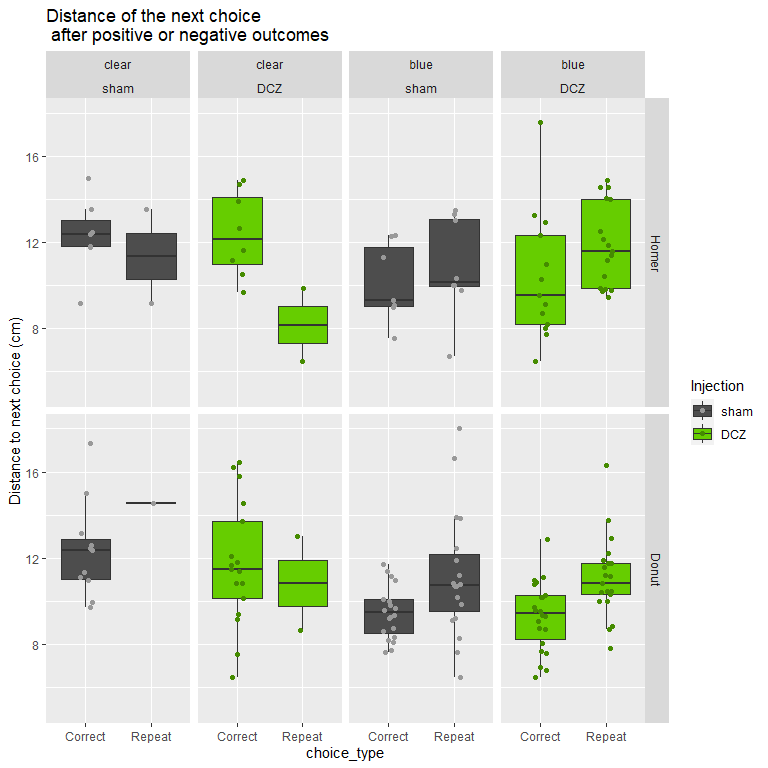 Distance of the next choice
after positive or negative outcomes
clear clear blue blue
sham DCZ sham DCZ
16
12
8
Homer
16
12
8
Donut
Distance to next choice (cm)
Correct Repeat Correct Repeat Correct Repeat Correct Repeat
choice_type
Injection
sham
DCZ